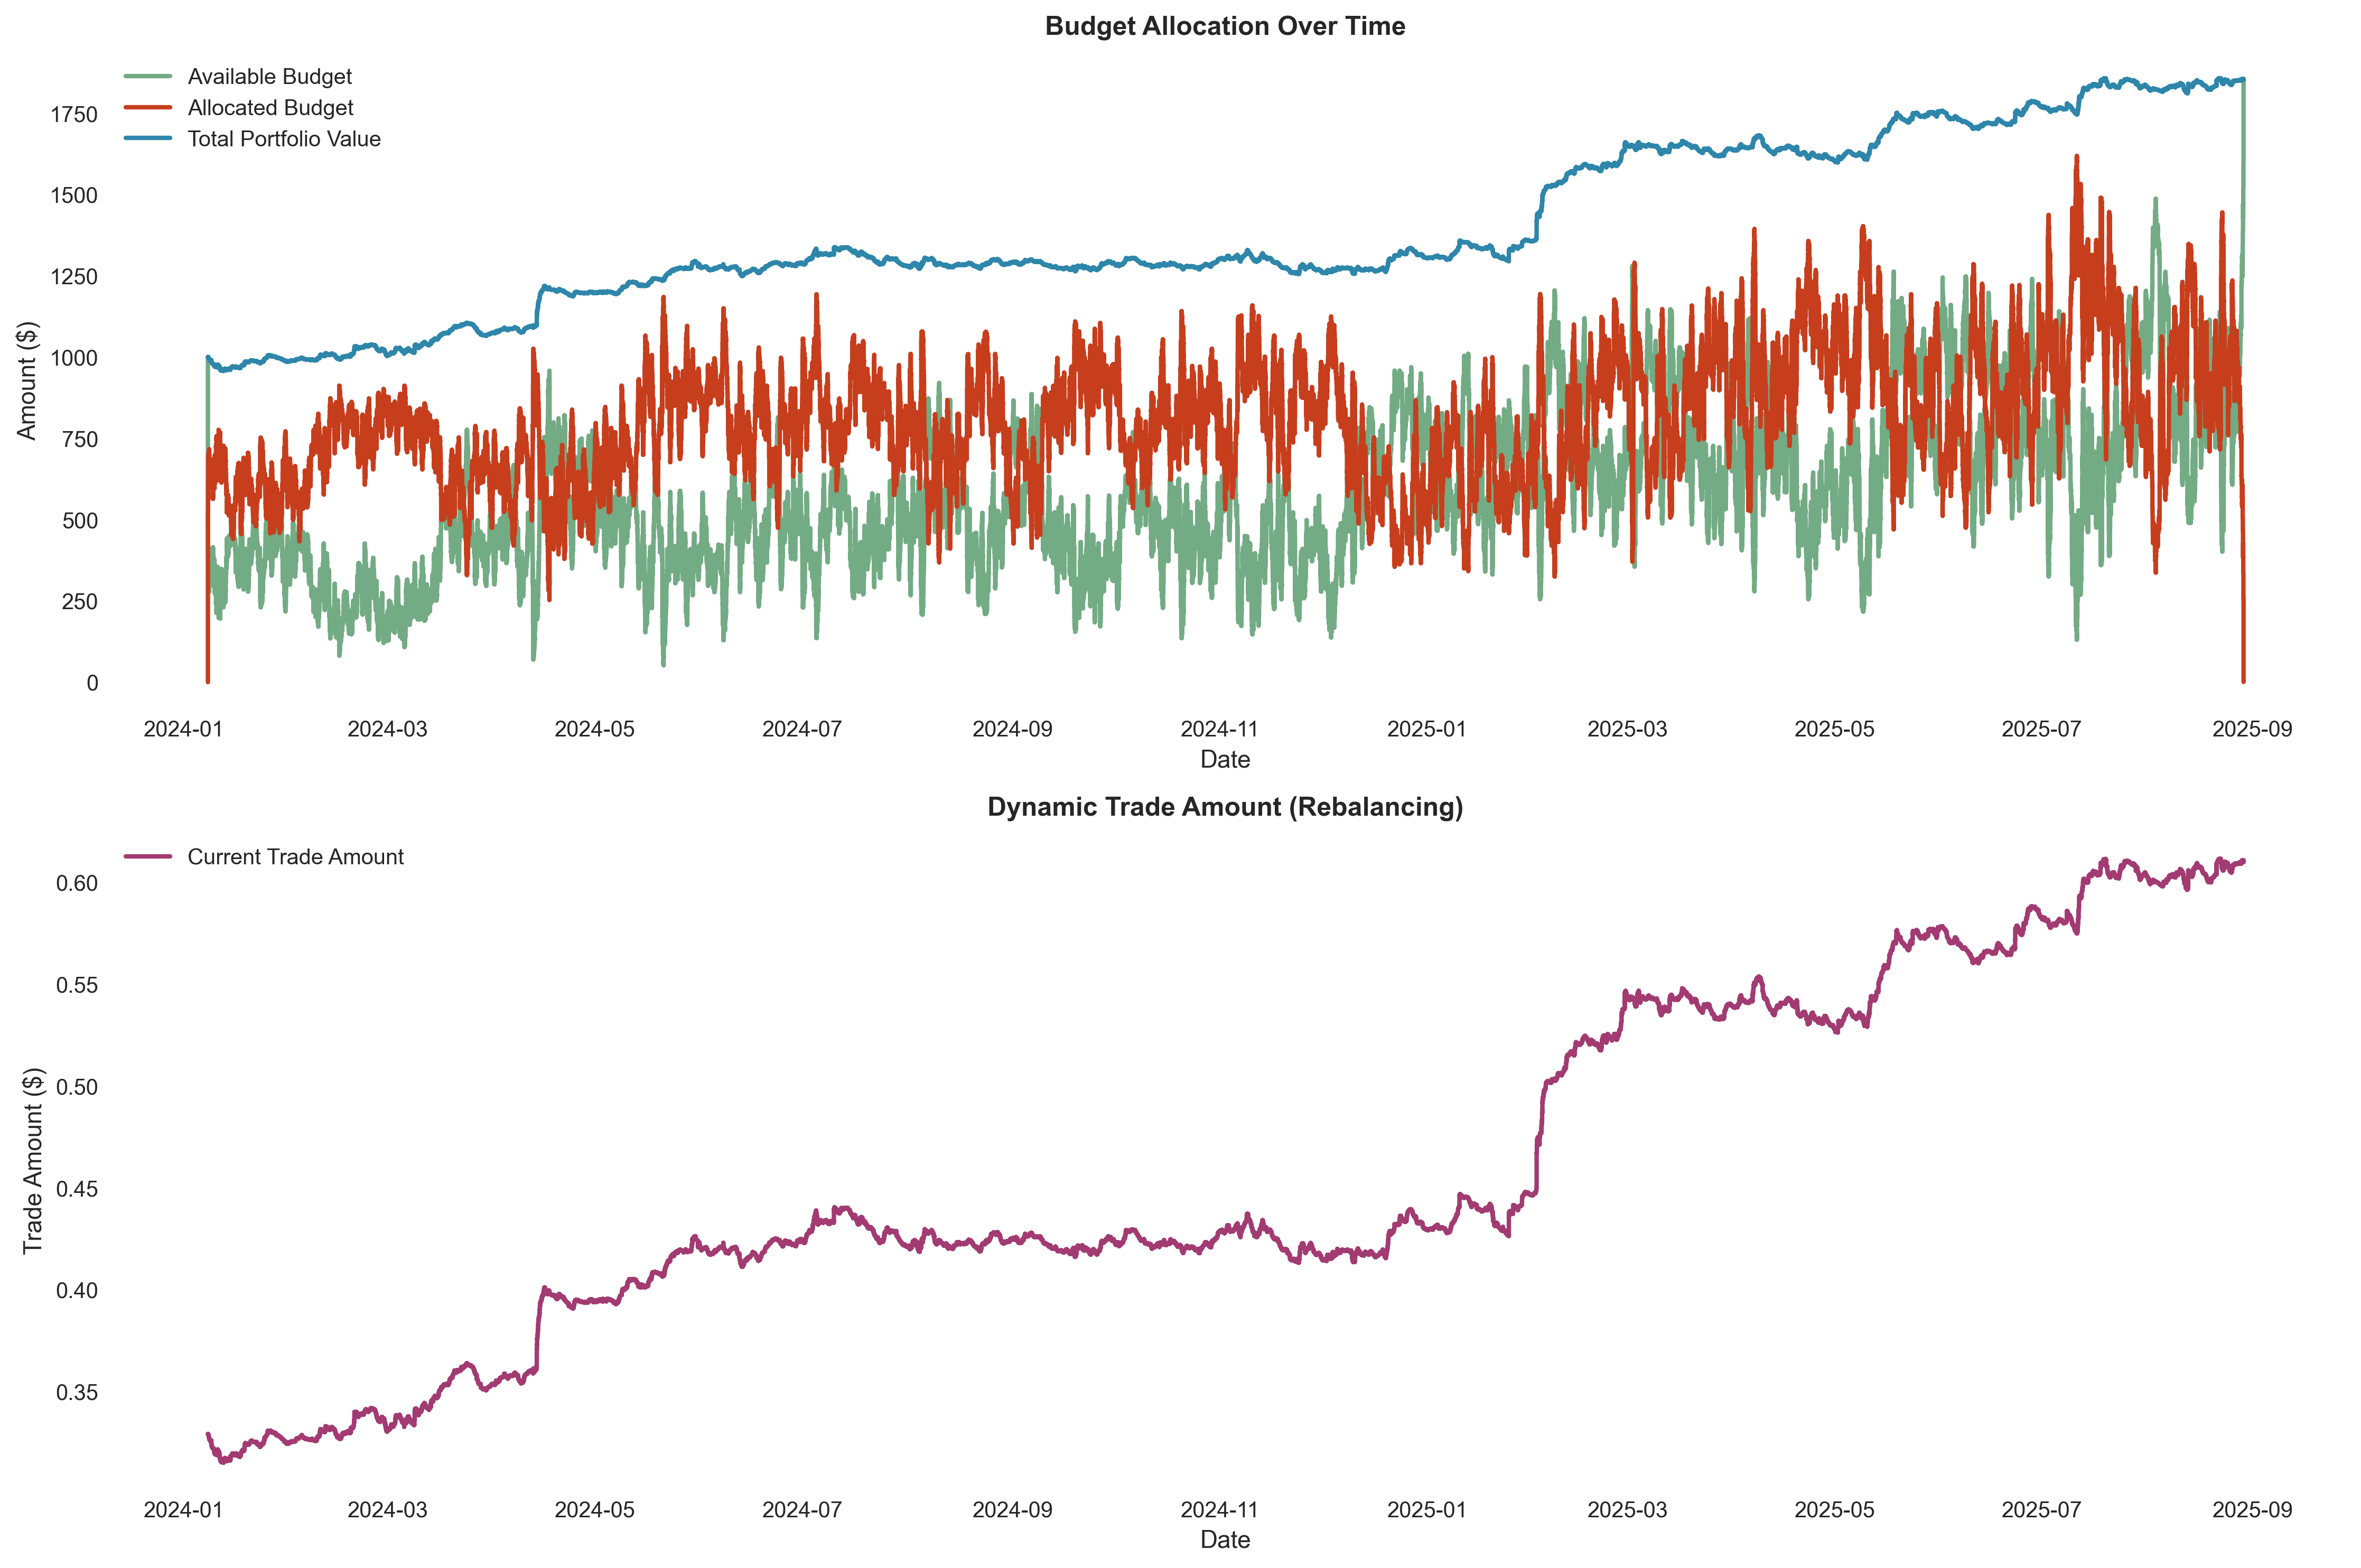 Budget Allocation Over Time
Available Budget
Allocated Budget
Total Portfolio Value
1750
1500
1250
1000
750
500
250
0
Amount ($)
2024-01 2024-03 2024-05 2024-07 2024-09 2024-11 2025-01 2025-03 2025-05 2025-07 2025-09
Date
Dynamic Trade Amount (Rebalancing)
Current Trade Amount
0.60
0.55
0.50
0.45
0.40
0.35
Trade Amount ($)
2024-01 2024-03 2024-05 2024-07 2024-09 2024-11 2025-01 2025-03 2025-05 2025-07 2025-09
Date